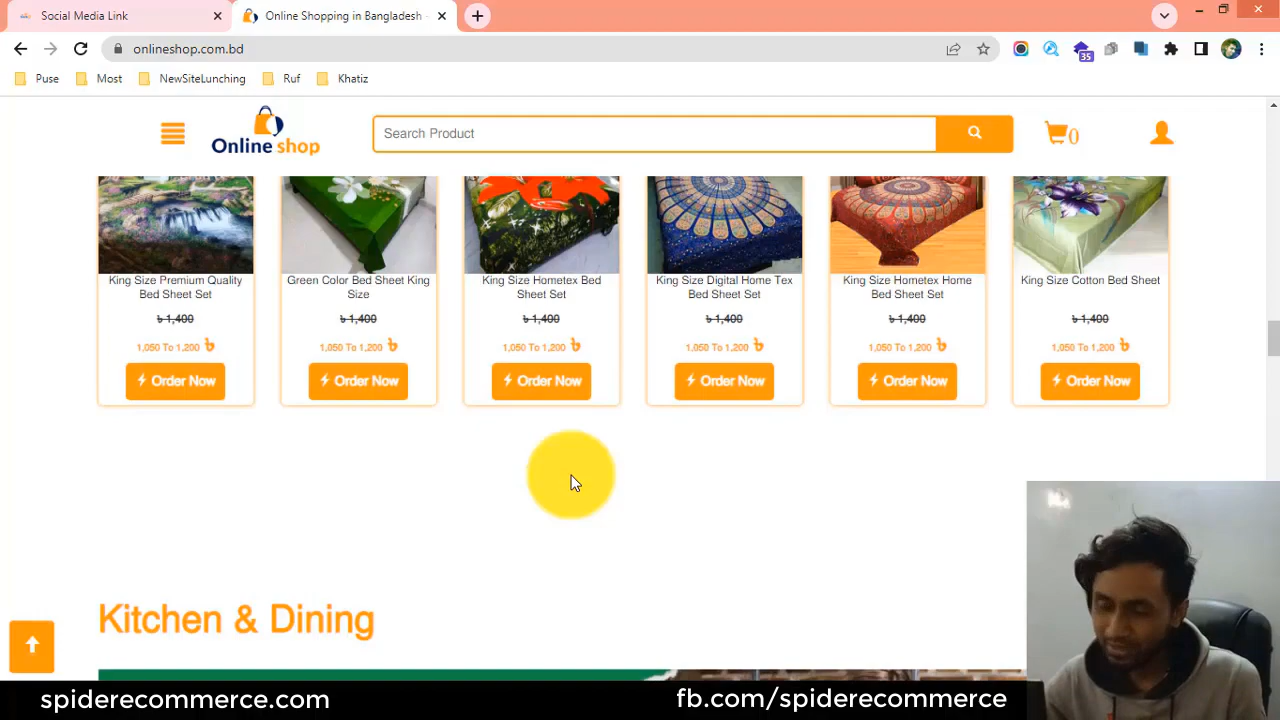 Social Media Link
Online Shopping in Bangladesh -
onlineshop.com.bd
35
Puse
Most
NewSiteLunching
Ruf
Khatiz
Online shop
Search Product
0
King Size Premium Quality
Bed Sheet Set
৳ 1,400
1,050 To 1,200 ৳
Order Now
Green Color Bed Sheet King
Size
৳ 1,400
1,050 To 1,200 ৳
Order Now
King Size Hometex Bed
Sheet Set
৳ 1,400
1,050 To 1,200 ৳
Order Now
King Size Digital Home Tex
Bed Sheet Set
৳ 1,400
1,050 To 1,200 ৳
Order Now
King Size Hometex Home
Bed Sheet Set
৳ 1,400
1,050 To 1,200 ৳
Order Now
King Size Cotton Bed Sheet
৳ 1,400
1,050 To 1,200 ৳
Order Now
Kitchen & Dining
spiderecommerce.com
fb.com/spiderecommerce